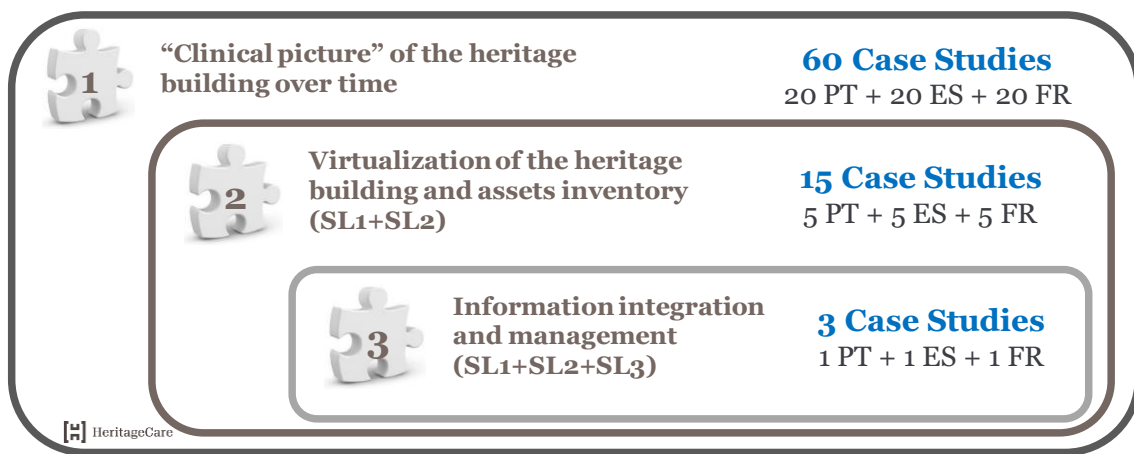 1
“Clinical picture” of the heritage
building over time
60 Case Studies
20 PT + 20 ES + 20 FR
2
Virtualization of the heritage
building and assets inventory
(SL1+SL2)
15 Case Studies
5 PT + 5 ES + 5 FR
3
Information integration
and management
(SL1+SL2+SL3)
3 Case Studies
1 PT + 1 ES + 1 FR
HeritageCare